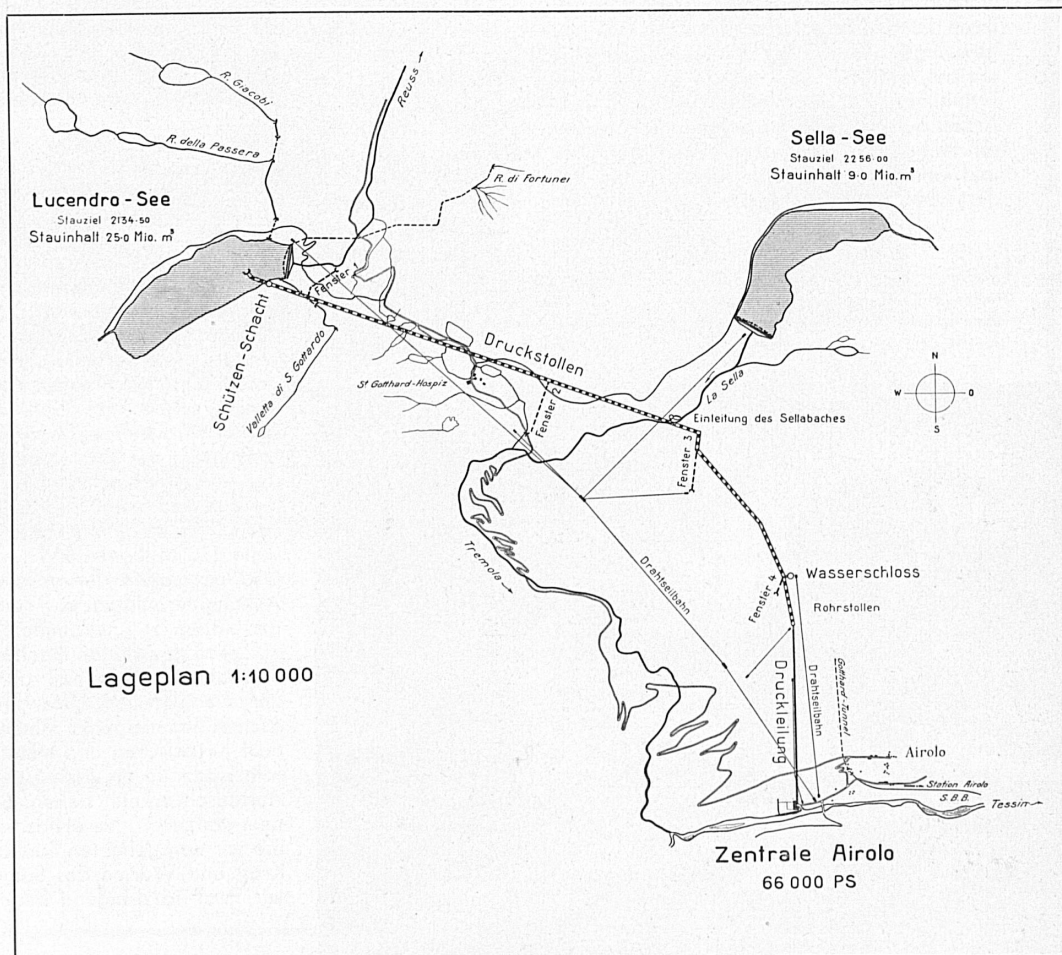 R. Giacobi
R. della Passera
Reuss
R. di Fortunei
Sella-See
Stauziel 2256·00
Stauinhalt 9·0 Mio. m³
Lucendro-See
Stauziel 2134·50
Stauinhalt 25·0 Mio. m³
Fenster 1
Schützen-Schacht
Valletta di S. Gottardo
Druckstollen
St Gotthard-Hospiz
Fenster 2
La Sella
Einleitung des Sellabaches
Fenster 3
N
W O
S
Tremola
Drahtseilbahn
Wasserschloss
Fenster 4
Rohrstollen
Lageplan 1:10000
Druckleitung
Drahtseilbahn
Gotthard-Tunnel
Airolo
Station Airolo
S.B.B.
Tessin
Zentrale Airolo
66000 PS